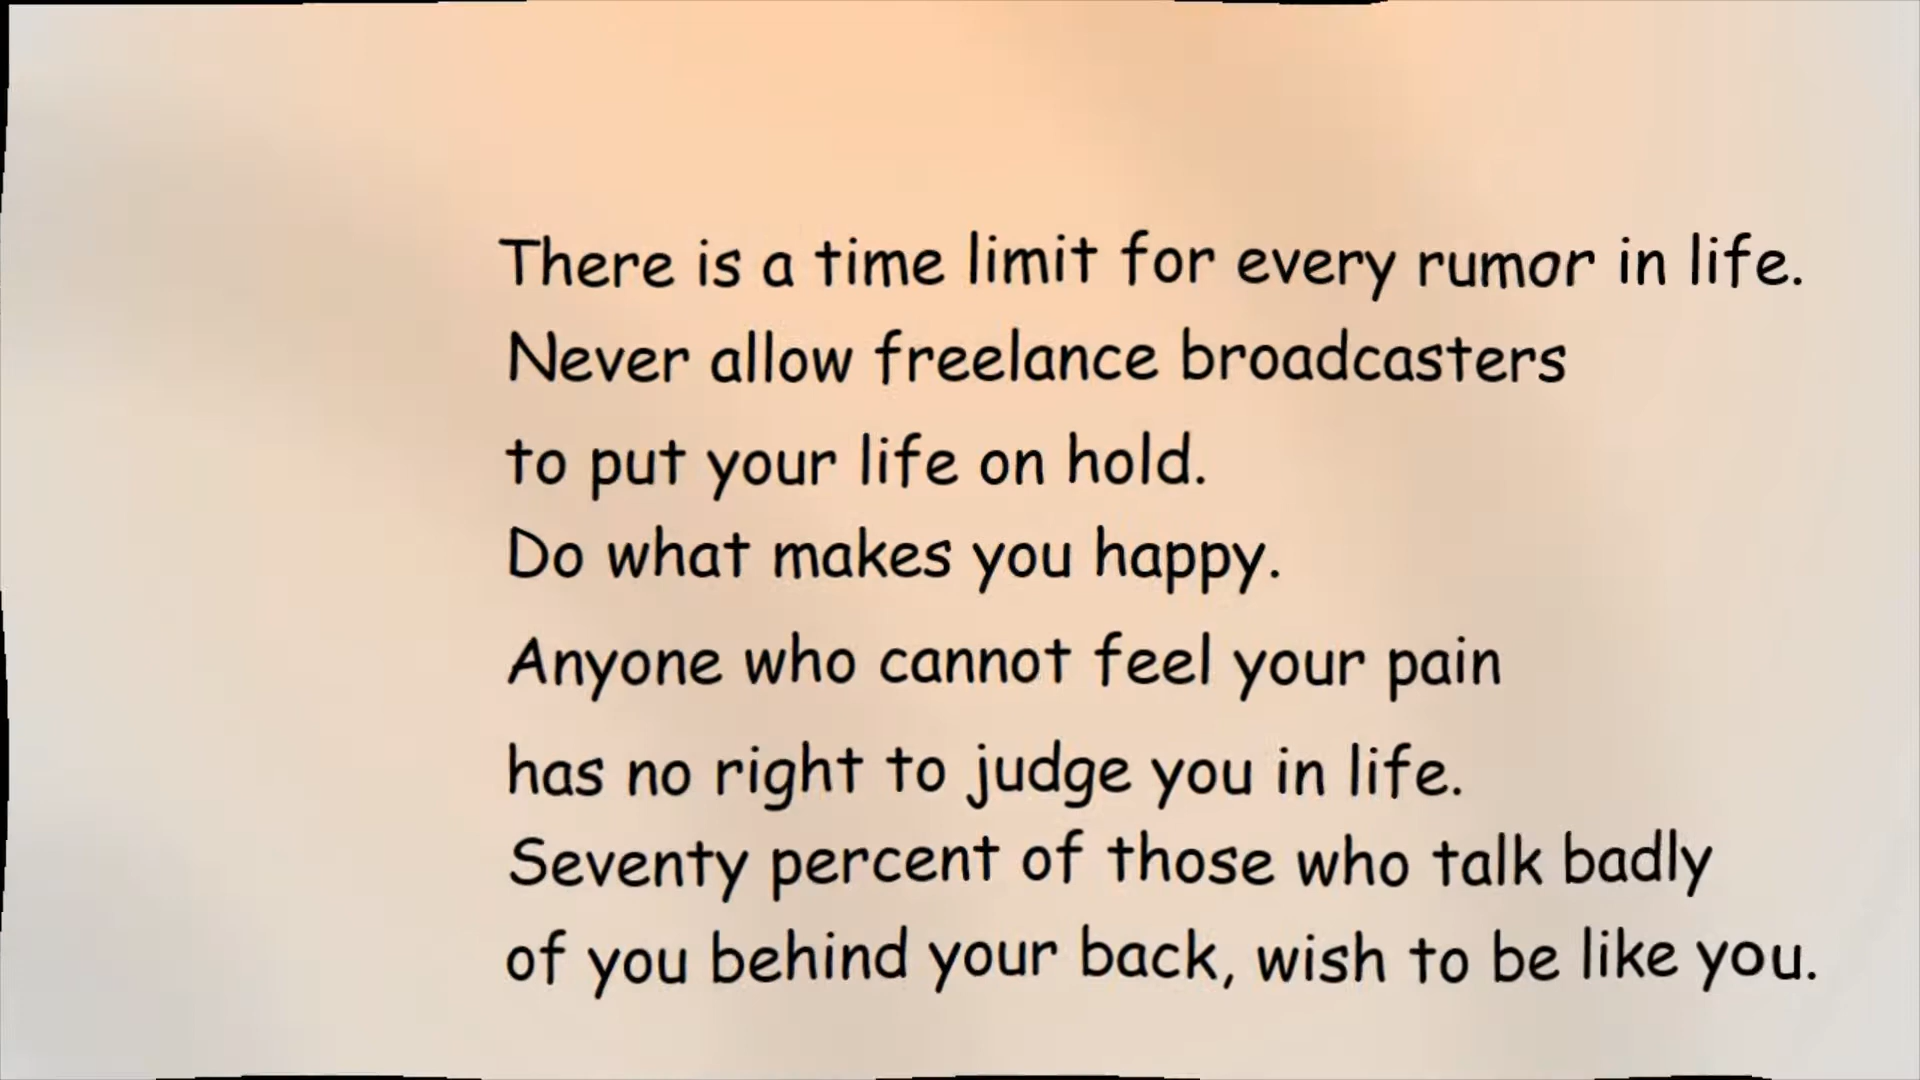 There is a time limit for every rumor in life.
Never allow freelance broadcasters
to put your life on hold.
Do what makes you happy.
Anyone who cannot feel your pain
has no right to judge you in life.
Seventy percent of those who talk badly
of you behind your back, wish to be like you.